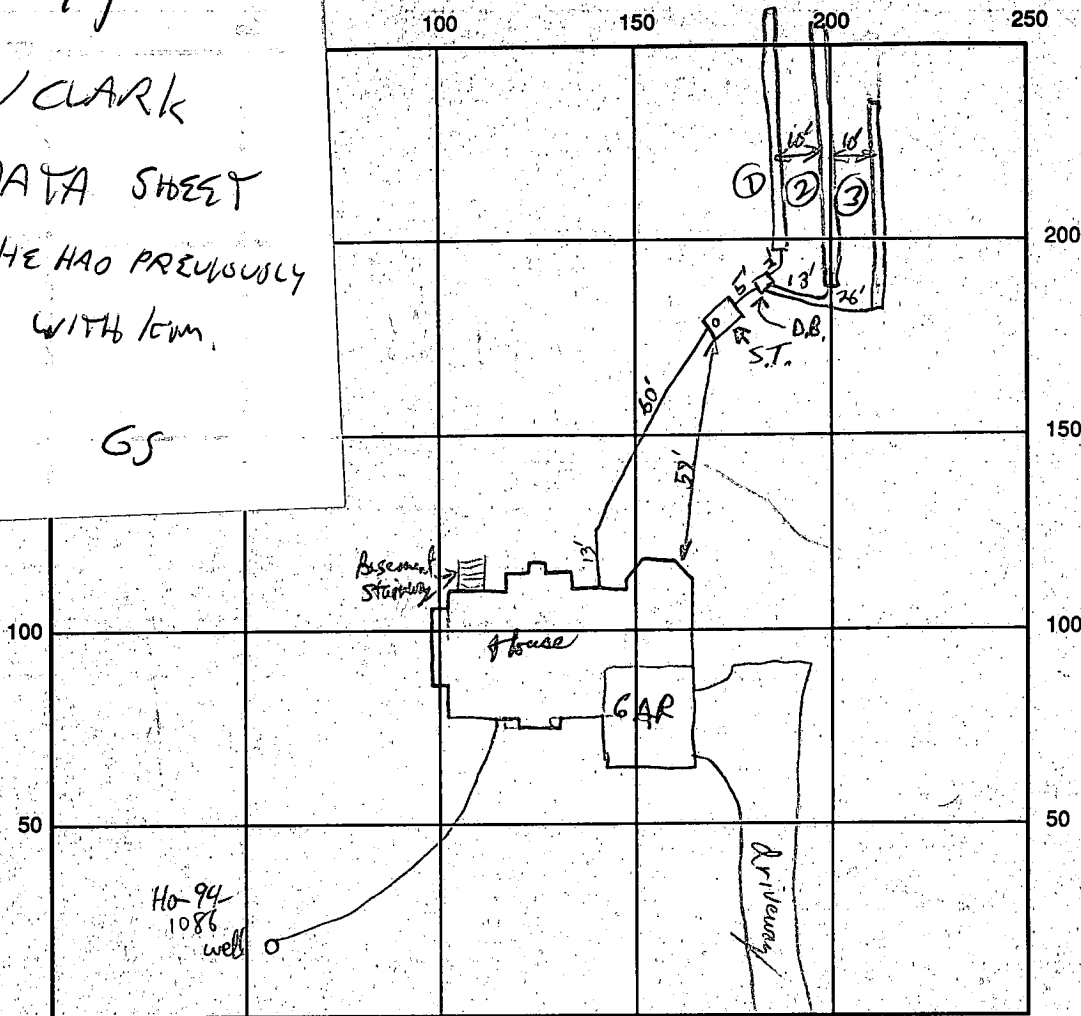 100 150 200 250
CLARK
DATA SHEET
HE HAD PREVIOUSLY
WITH KIM.
GS
10' 10'
① ② ③
200
5' 13' 26'
D.B.
S.T.
60'
150
59'
13'
Basement
Stairway
100 100
House
GAR
50 50
driveway
Ho-94-
1086
well